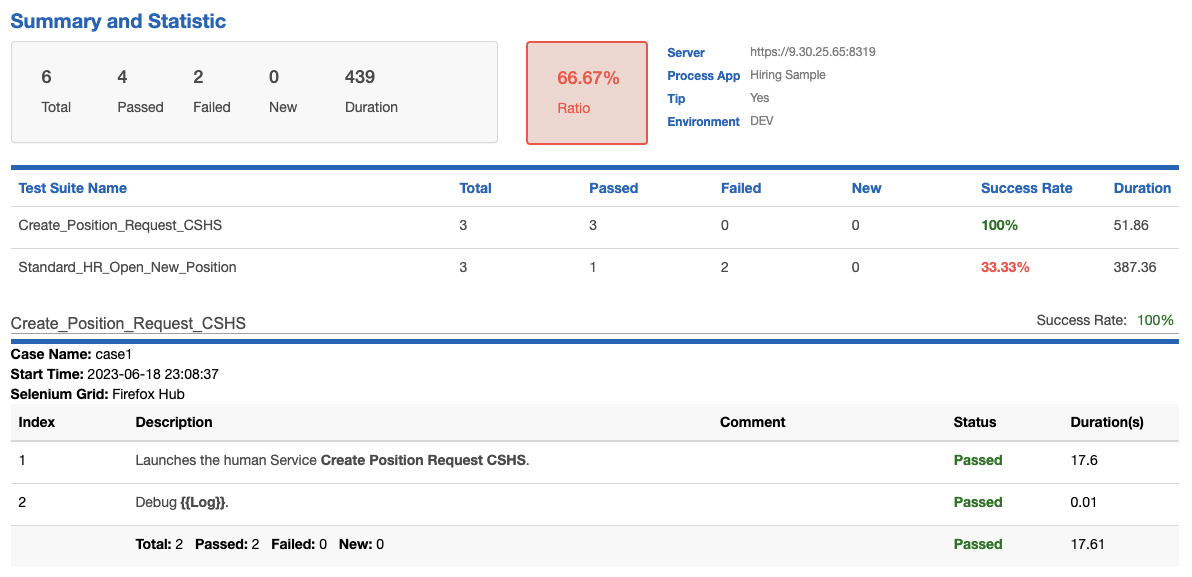 Summary and Statistic
6 4 2 0 439
Total Passed Failed New Duration
66.67%
Ratio
Server https://9.30.25.65:8319
Process App Hiring Sample
Tip Yes
Environment DEV
Test Suite Name Total Passed Failed New Success Rate Duration
Create_Position_Request_CSHS 3 3 0 0 100% 51.86
Standard_HR_Open_New_Position 3 1 2 0 33.33% 387.36
Create_Position_Request_CSHS Success Rate: 100%
Case Name: case1
Start Time: 2023-06-18 23:08:37
Selenium Grid: Firefox Hub
Index Description Comment Status Duration(s)
1 Launches the human Service Create Position Request CSHS. Passed 17.6
2 Debug {{Log}}. Passed 0.01
Total: 2 Passed: 2 Failed: 0 New: 0 Passed 17.61